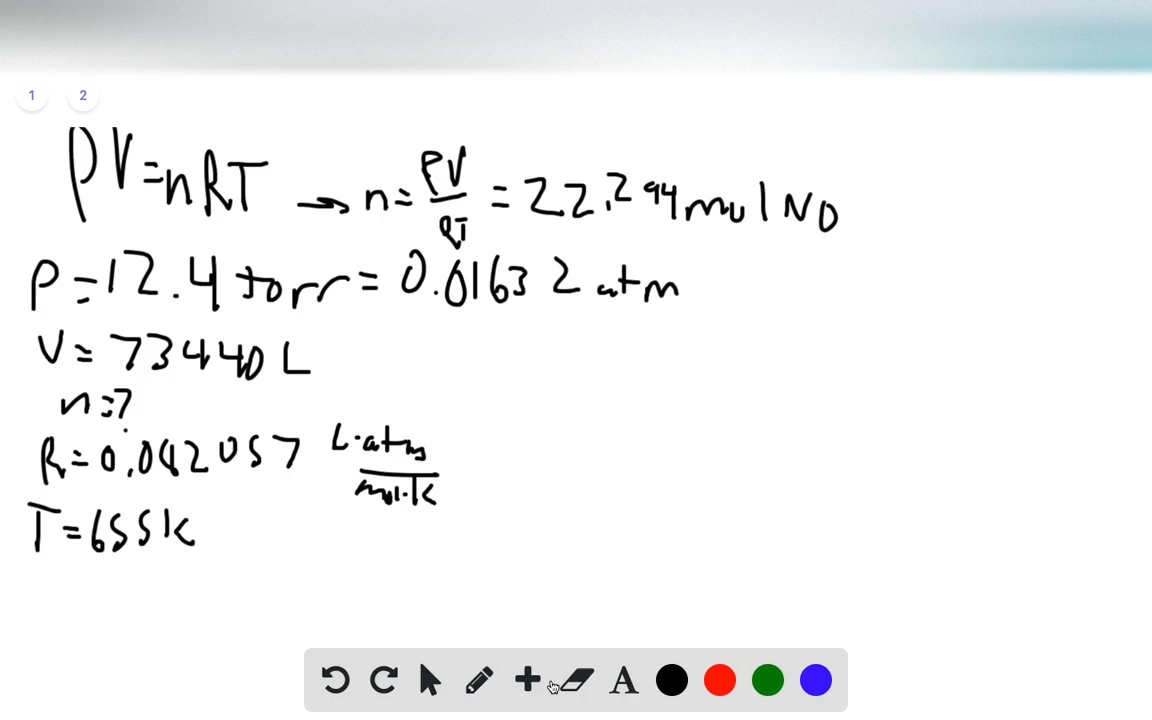 1 2
PV=nRT → n=PV/RT = 22.294 mol NO
P=12.4 torr = 0.01632 atm
V= 73440 L
n=?
R=0.082057 L·atm/mol·K
T=655K
A